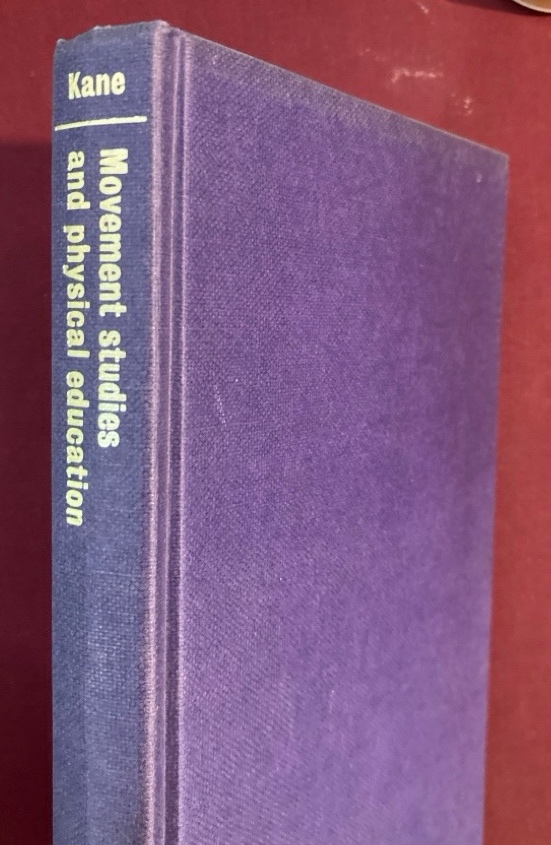 Kane
Movement studies
and physical education